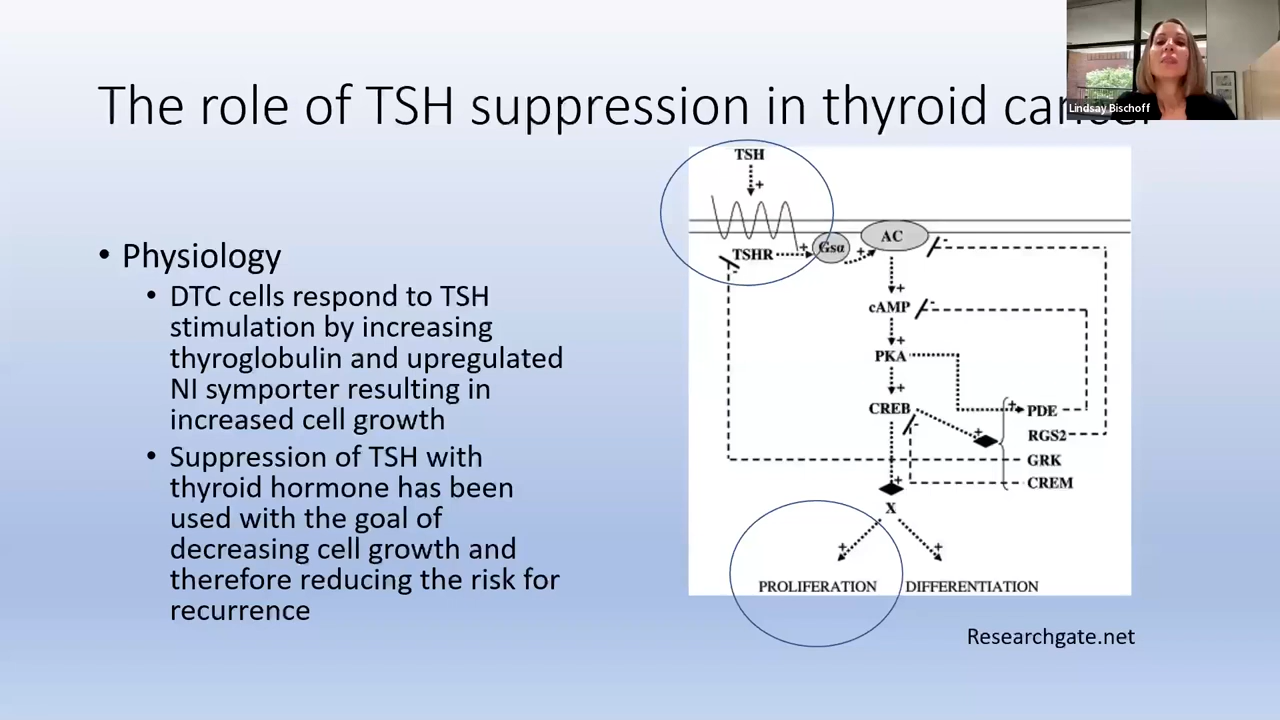 The role of TSH suppression in thyroid cancer
Lindsay Bischoff
• Physiology
• DTC cells respond to TSH
stimulation by increasing
thyroglobulin and upregulated
NI symporter resulting in
increased cell growth
• Suppression of TSH with
thyroid hormone has been
used with the goal of
decreasing cell growth and
therefore reducing the risk for
recurrence
TSH
+
TSHR
+
Gsα
+
AC
-
+
cAMP
-
+
PKA
+
CREB
-
+
+
PDE
RGS2
GRK
CREM
+
X
+
+
PROLIFERATION
DIFFERENTIATION
Researchgate.net